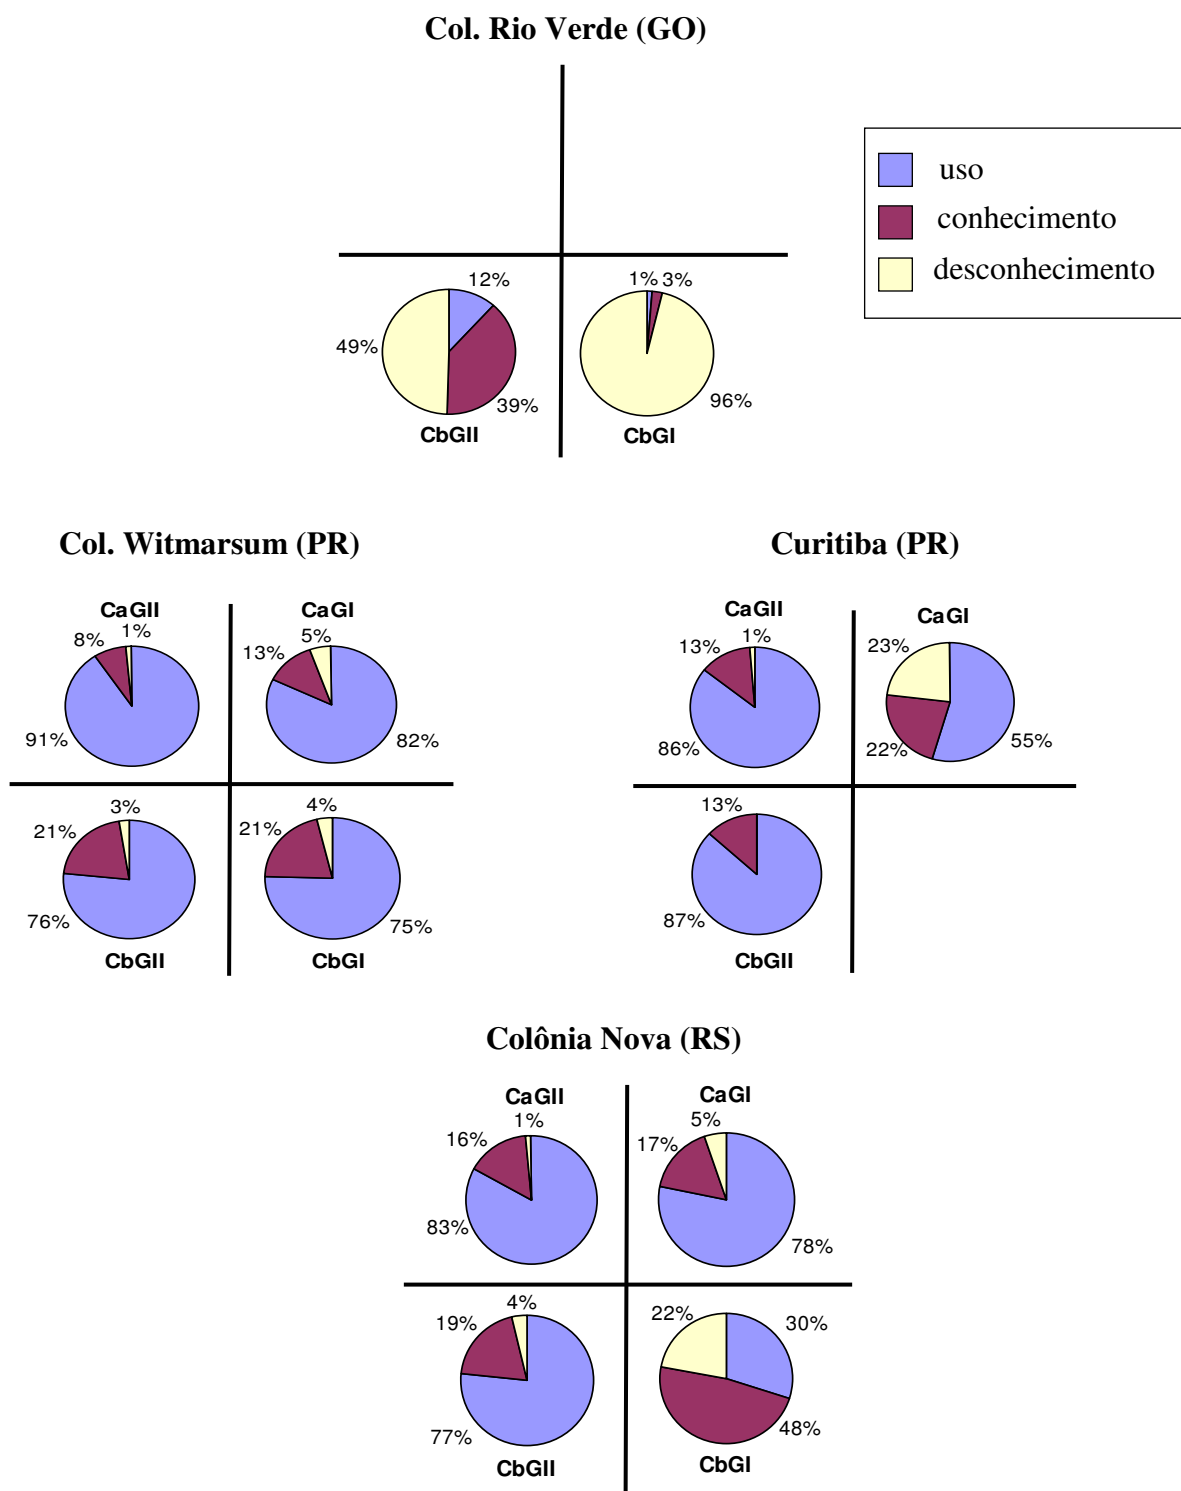 Col. Rio Verde (GO)
uso
conhecimento
desconhecimento
12%
49%
39%
CbGII
1% 3%
96%
CbGI
Col. Witmarsum (PR)
CaGII
8% 1%
91%
CaGI
5%
13%
82%
3%
21%
76%
CbGII
4%
21%
75%
CbGI
Curitiba (PR)
CaGII
13% 1%
86%
CaGI
23%
22%
55%
13%
87%
CbGII
Colônia Nova (RS)
CaGII
1%
16%
83%
CaGI
5%
17%
78%
4%
19%
77%
CbGII
22%
30%
48%
CbGI